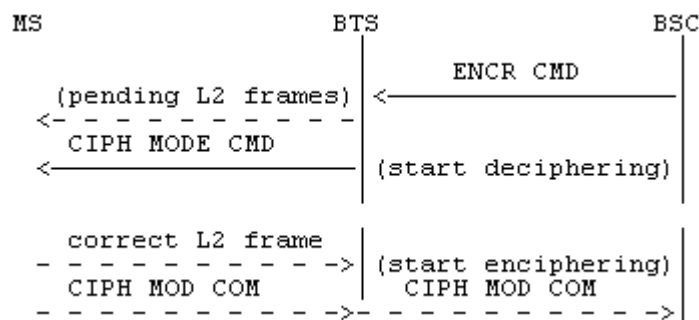 MS BTS BSC
ENCR CMD
(pending L2 frames)
CIPH MODE CMD
(start deciphering)
correct L2 frame
(start enciphering)
CIPH MOD COM CIPH MOD COM